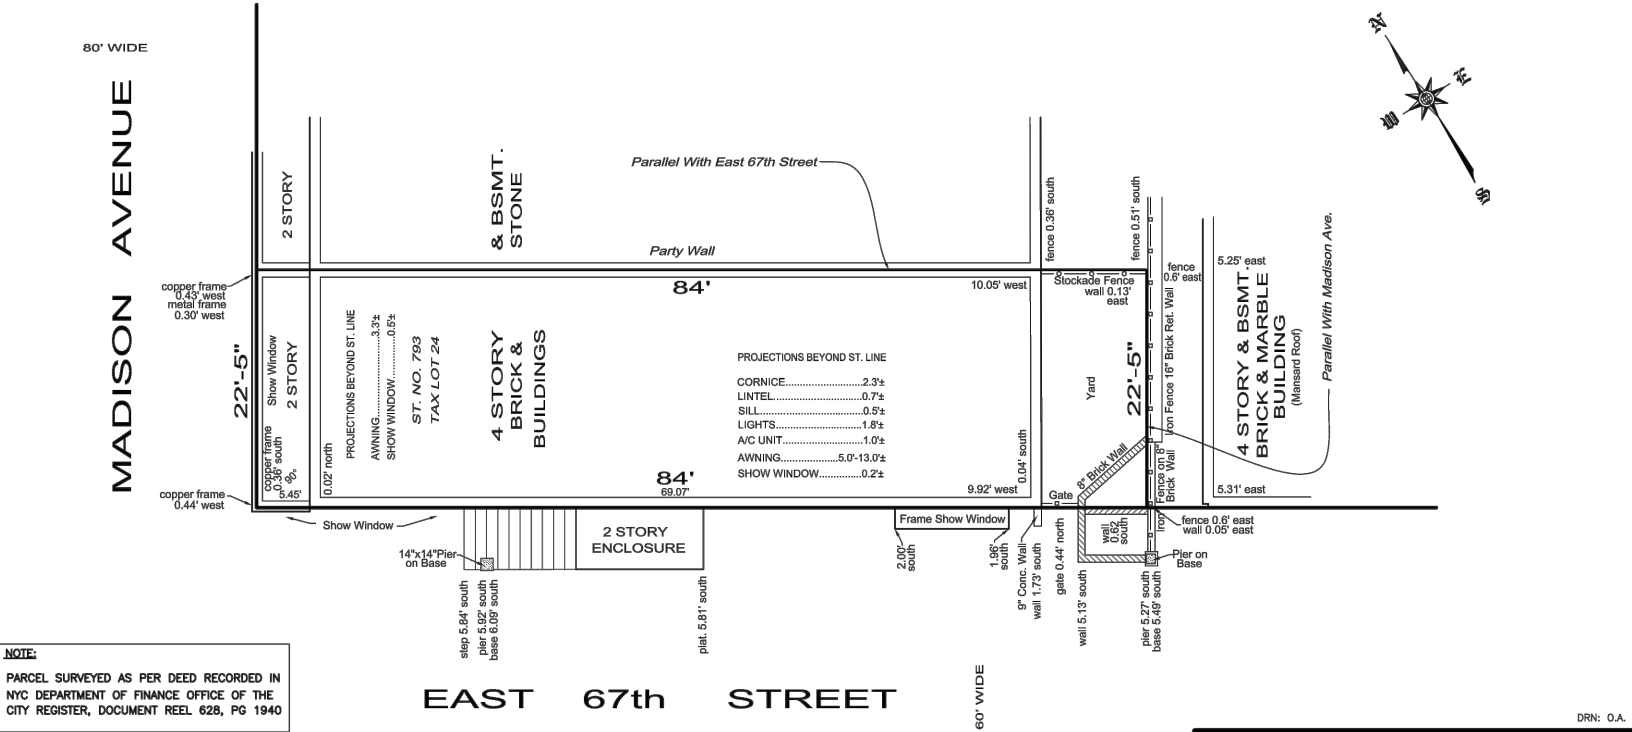 80' WIDE
MADISON AVENUE
N
E
W
S
Parallel With East 67th Street
2 STORY
& BSMT.
STONE
Party Wall
fence 0.36' south
fence 0.51' south
copper frame
0.43' west
metal frame
0.30' west
84'
10.05' west
Stockade Fence
wall 0.13'
east
fence
0.6' east
5.25' east
22'-5"
Show Window
2 STORY
copper frame
0.36' south
90°
5.45'
0.02' north
PROJECTIONS BEYOND ST. LINE
AWNING....................3.3'±
SHOW WINDOW.........0.5'±
ST. NO. 793
TAX LOT 24
4 STORY
BRICK &
BUILDINGS
PROJECTIONS BEYOND ST. LINE
CORNICE....................2.3'±
LINTEL.......................0.7'±
SILL...........................0.5'±
LIGHTS......................1.8'±
A/C UNIT....................1.0'±
AWNING...............5.0'-13.0'±
SHOW WINDOW..........0.2'±
Yard
22'-5"
Iron Fence 16" Brick Ret. Wall
4 STORY & BSMT.
BRICK & MARBLE
BUILDING
(Mansard Roof)
Parallel With Madison Ave.
84'
69.07'
9.92' west
0.04' south
Gate
8" Brick Wall
Iron Fence on 8"
Brick Wall
5.31' east
copper frame
0.44' west
Show Window
14"x14"Pier
on Base
2 STORY
ENCLOSURE
Frame Show Window
2.00'
south
1.96'
south
9" Conc. Wall
wall 1.73' south
gate 0.44' north
wall
0.62
south
fence 0.6' east
wall 0.05' east
Pier on
Base
step 5.84' south
pier 5.92' south
base 6.09' south
plat. 5.81' south
wall 5.13' south
pier 5.27' south
base 5.49' south
NOTE:
PARCEL SURVEYED AS PER DEED RECORDED IN
NYC DEPARTMENT OF FINANCE OFFICE OF THE
CITY REGISTER, DOCUMENT REEL 628, PG 1940
EAST 67th STREET
60' WIDE
DRN: O.A.